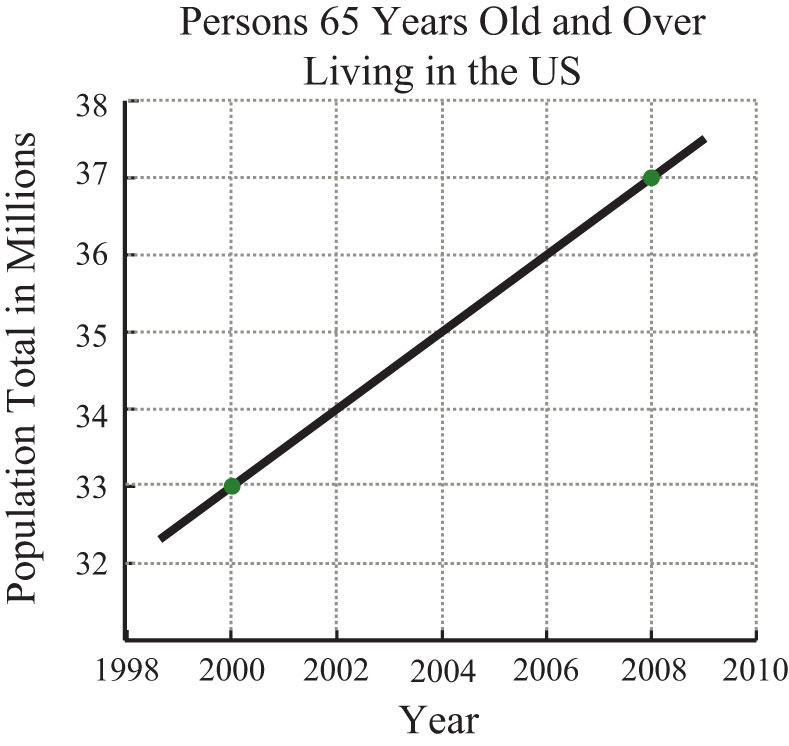 Persons 65 Years Old and Over
Living in the US
Population Total in Millions
38
37
36
35
34
33
32
1998 2000 2002 2004 2006 2008 2010
Year